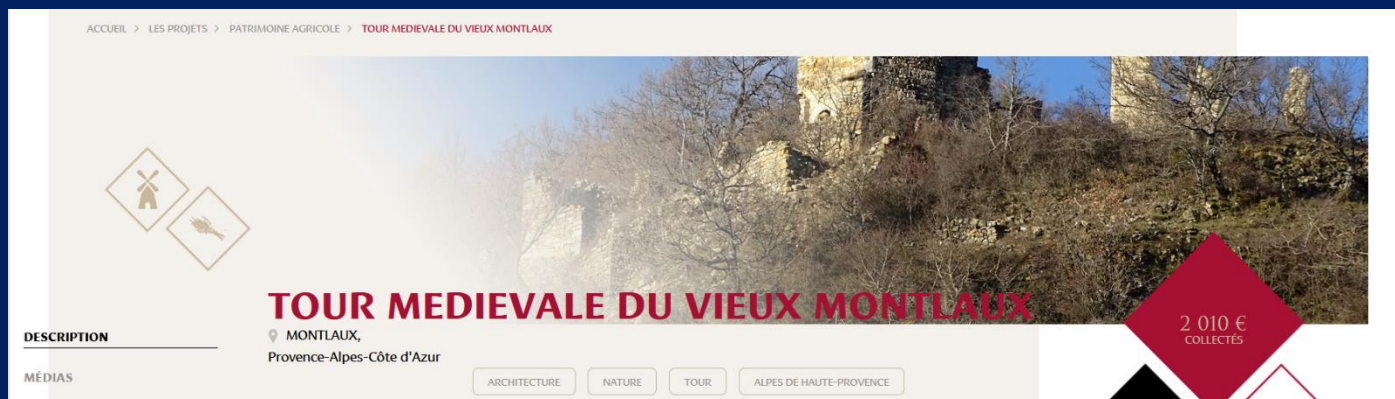 ACCUEIL > LES PROJETS > PATRIMOINE AGRICOLE > TOUR MEDIEVALE DU VIEUX MONTLAUX
TOUR MEDIEVALE DU VIEUX MONTLAUX
2 010 €
COLLECTÉS
DESCRIPTION
MONTLAUX,
Provence-Alpes-Côte d'Azur
MÉDIAS
ARCHITECTURE
NATURE
TOUR
ALPES DE HAUTE-PROVENCE